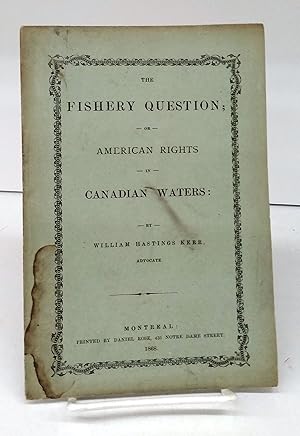 THE
FISHERY QUESTION;
— OR —
AMERICAN RIGHTS
— IN —
CANADIAN WATERS:
— BY —
WILLIAM HASTINGS KERR,
ADVOCATE.
MONTREAL:
PRINTED BY DANIEL ROSE, NOTRE DAME STREET.
1868.